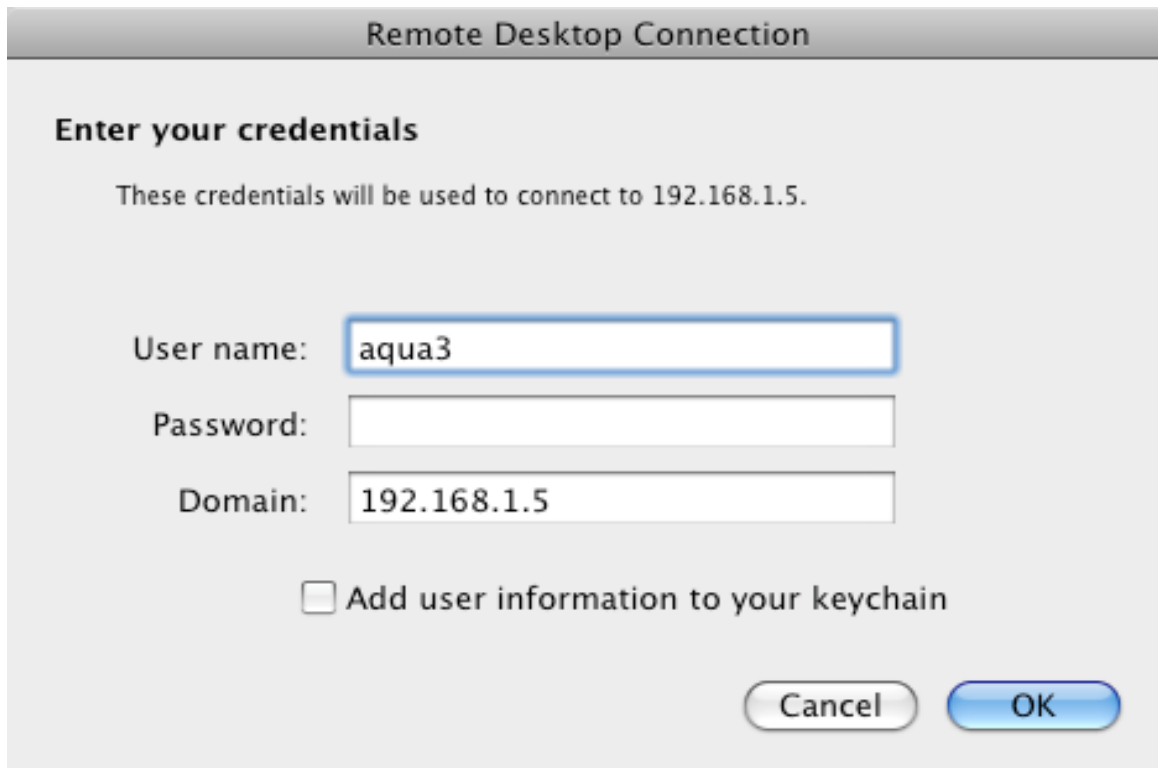 Remote Desktop Connection
Enter your credentials
These credentials will be used to connect to 192.168.1.5.
User name: aqua3
Password:
Domain: 192.168.1.5
Add user information to your keychain
Cancel OK